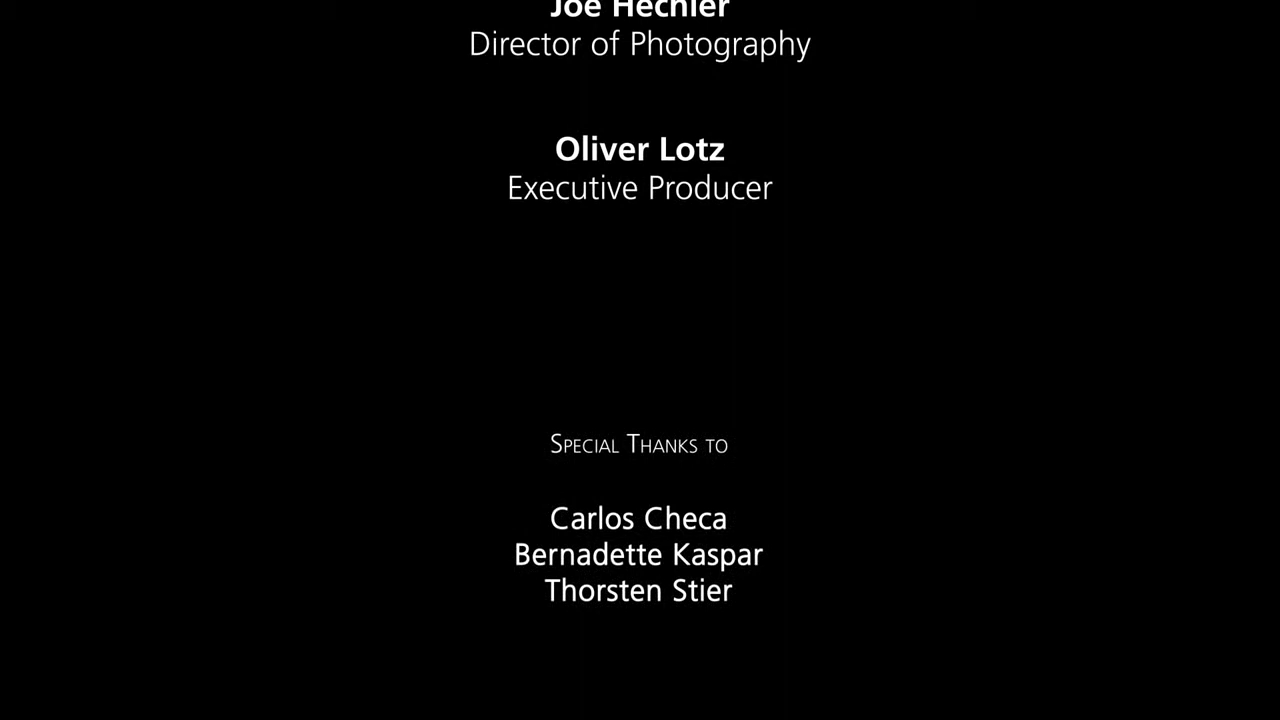 Joe Hechler
Director of Photography
Oliver Lotz
Executive Producer
SPECIAL THANKS TO
Carlos Checa
Bernadette Kaspar
Thorsten Stier